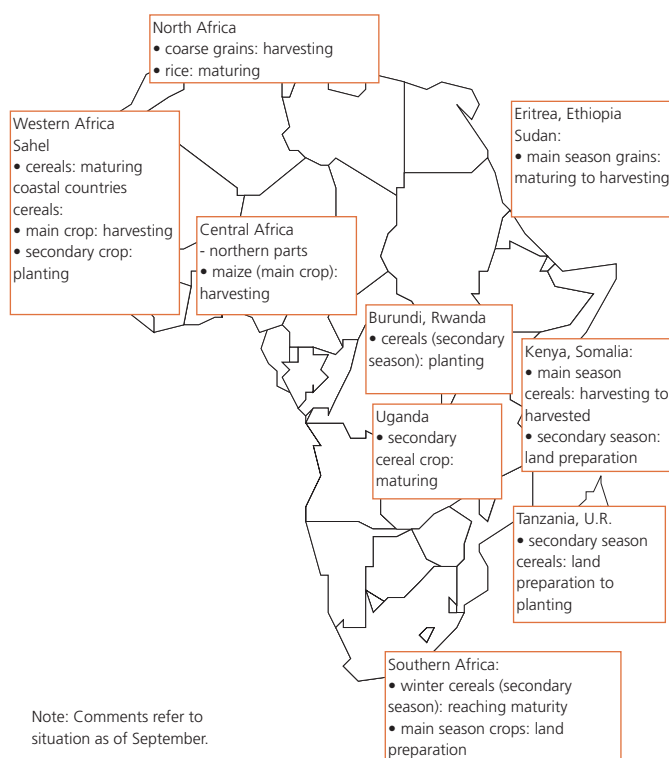 North Africa
• coarse grains: harvesting
• rice: maturing
Western Africa
Sahel
• cereals: maturing
coastal countries
cereals:
• main crop: harvesting
• secondary crop:
planting
Central Africa
- northern parts
• maize (main crop):
harvesting
Eritrea, Ethiopia
Sudan:
• main season grains:
maturing to harvesting
Burundi, Rwanda
• cereals (secondary
season): planting
Kenya, Somalia:
• main season
cereals: harvesting to
harvested
• secondary season:
land preparation
Uganda
• secondary
cereal crop:
maturing
Tanzania, U.R.
• secondary season
cereals: land
preparation to
planting
Southern Africa:
• winter cereals (secondary
season): reaching maturity
• main season crops: land
preparation
Note: Comments refer to
situation as of September.